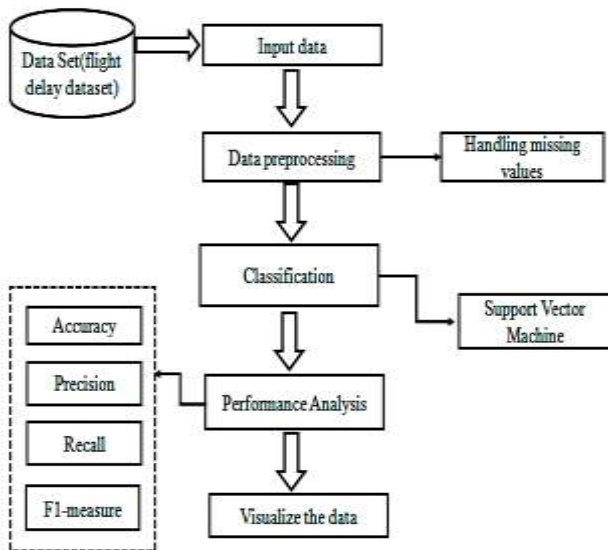 Data Set(flight
delay dataset)
Input data
Data preprocessing
Handling missing
values
Classification
Support Vector
Machine
Accuracy
Precision
Recall
F1-measure
Performance Analysis
Visualize the data